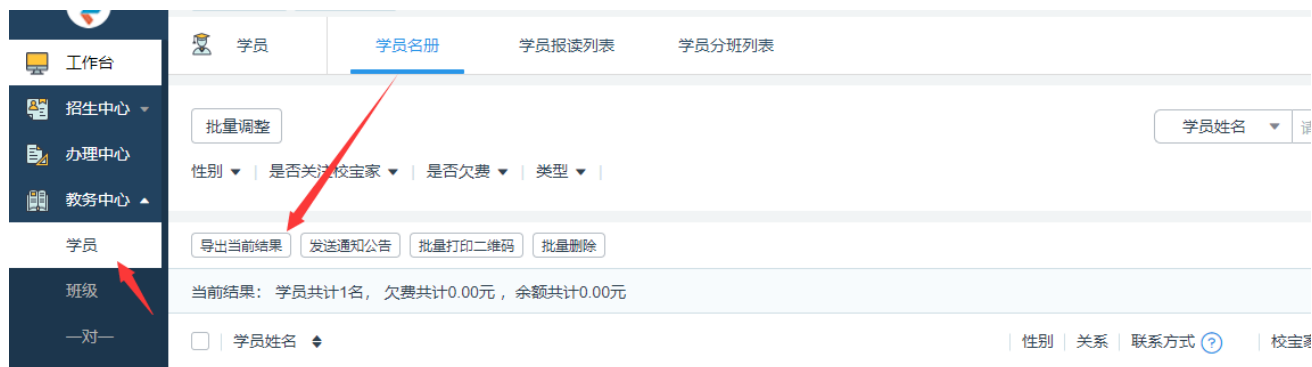 学员
学员名册
学员报读列表
学员分班列表
工作台
招生中心
办理中心
教务中心
学员
班级
一对一
批量调整
学员姓名
请
性别 | 是否关注校宝家 | 是否欠费 | 类型 |
导出当前结果 发送通知公告 批量打印二维码 批量删除
当前结果： 学员共计1名， 欠费共计0.00元 ， 余额共计0.00元
学员姓名 | 性别 | 关系 | 联系方式 ? | 校宝家